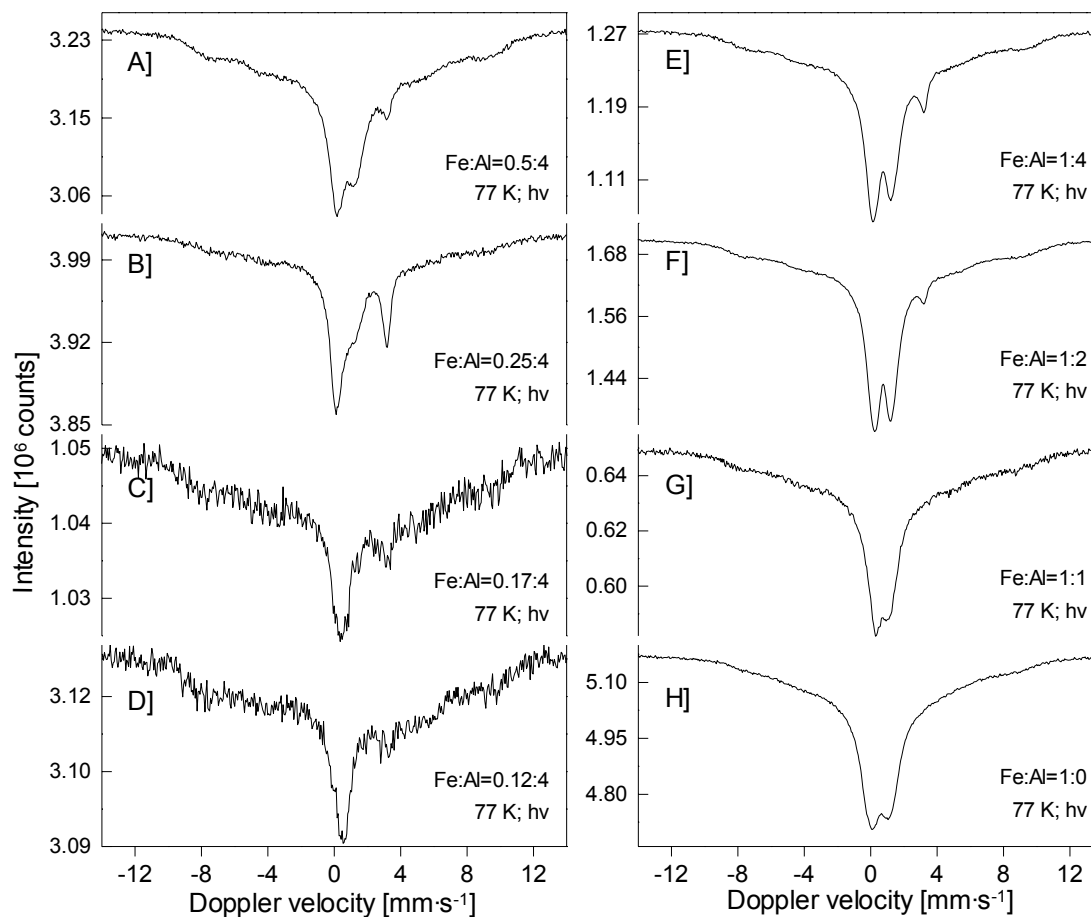 Intensity [10⁶ counts]
3.23
3.15
3.06
A]
Fe:Al=0.5:4
77 K; hv
3.99
3.92
3.85
B]
Fe:Al=0.25:4
77 K; hv
1.05
1.04
1.03
C]
Fe:Al=0.17:4
77 K; hv
3.12
3.10
3.09
D]
Fe:Al=0.12:4
77 K; hv
-12 -8 -4 0 4 8 12
Doppler velocity [mm·s⁻¹]
1.27
1.19
1.11
E]
Fe:Al=1:4
77 K; hv
1.68
1.56
1.44
F]
Fe:Al=1:2
77 K; hv
0.64
0.62
0.60
G]
Fe:Al=1:1
77 K; hv
5.10
4.95
4.80
H]
Fe:Al=1:0
77 K; hv
-12 -8 -4 0 4 8 12
Doppler velocity [mm·s⁻¹]